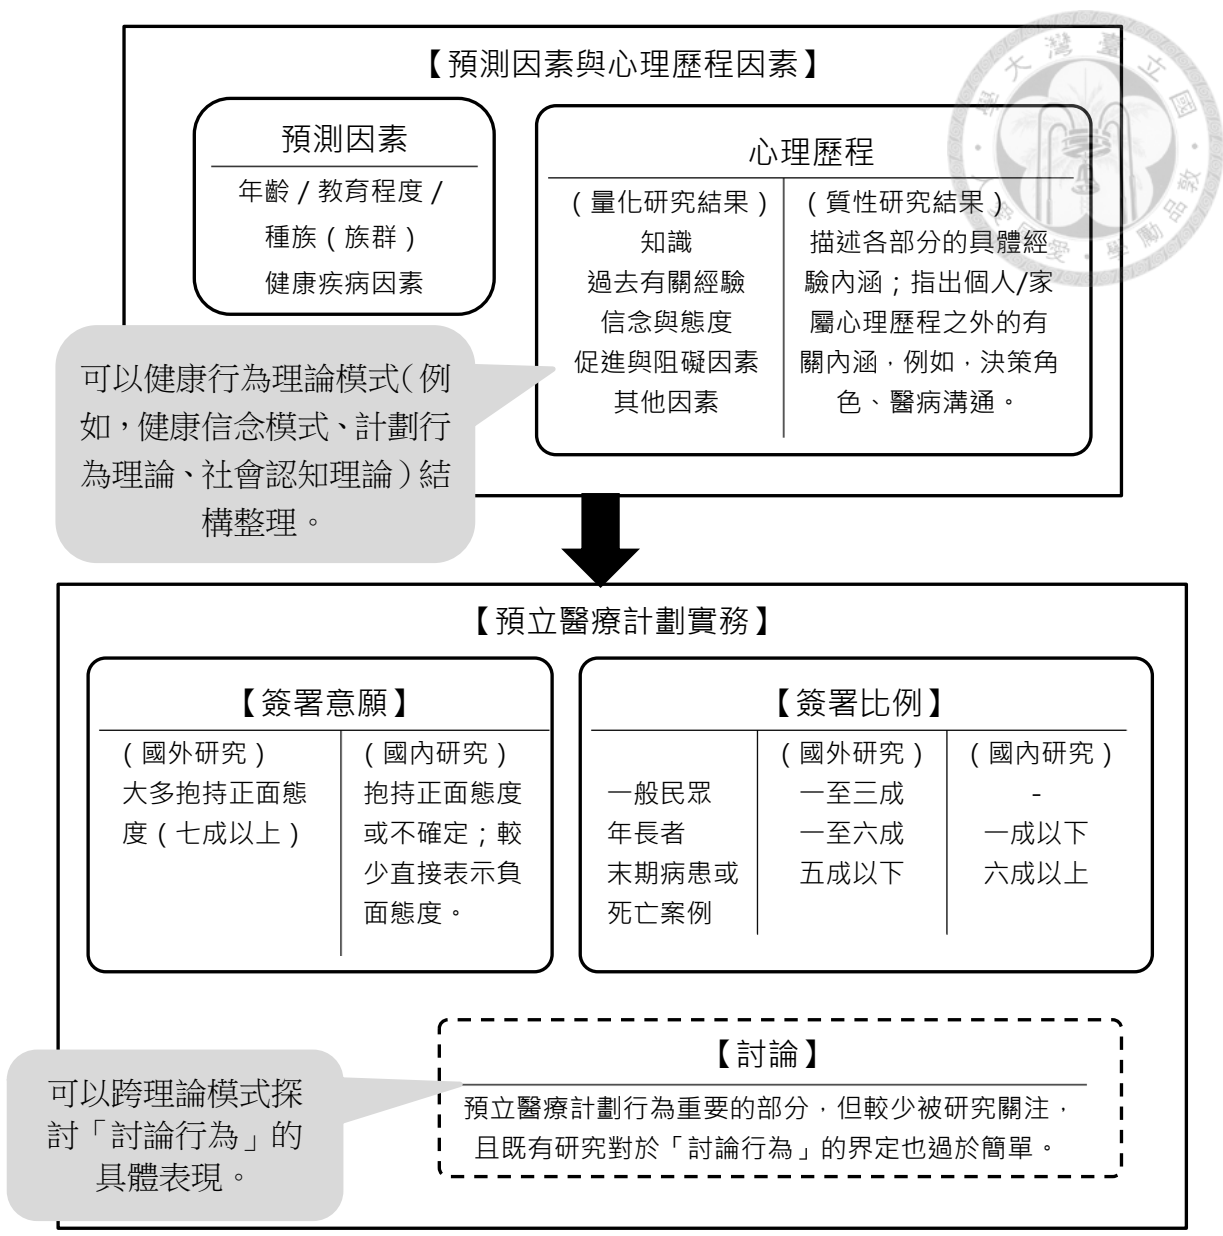 【預測因素與心理歷程因素】
預測因素
年齡 / 教育程度 /
種族（族群）
健康疾病因素
心理歷程
（量化研究結果）
知識
過去有關經驗
信念與態度
促進與阻礙因素
其他因素
（質性研究結果）
描述各部分的具體經
驗內涵；指出個人/家
屬心理歷程之外的有
關內涵，例如，決策角
色、醫病溝通。
可以健康行為理論模式（例
如，健康信念模式、計劃行
為理論、社會認知理論）結
構整理。
【預立醫療計劃實務】
【簽署意願】
（國外研究）
大多抱持正面態
度（七成以上）
（國內研究）
抱持正面態度
或不確定；較
少直接表示負
面態度。
【簽署比例】
（國外研究） （國內研究）
一般民眾 一至三成 -
年長者 一至六成 一成以下
末期病患或 五成以下 六成以上
死亡案例
【討論】
預立醫療計劃行為重要的部分，但較少被研究關注，
且既有研究對於「討論行為」的界定也過於簡單。
可以跨理論模式探
討「討論行為」的
具體表現。